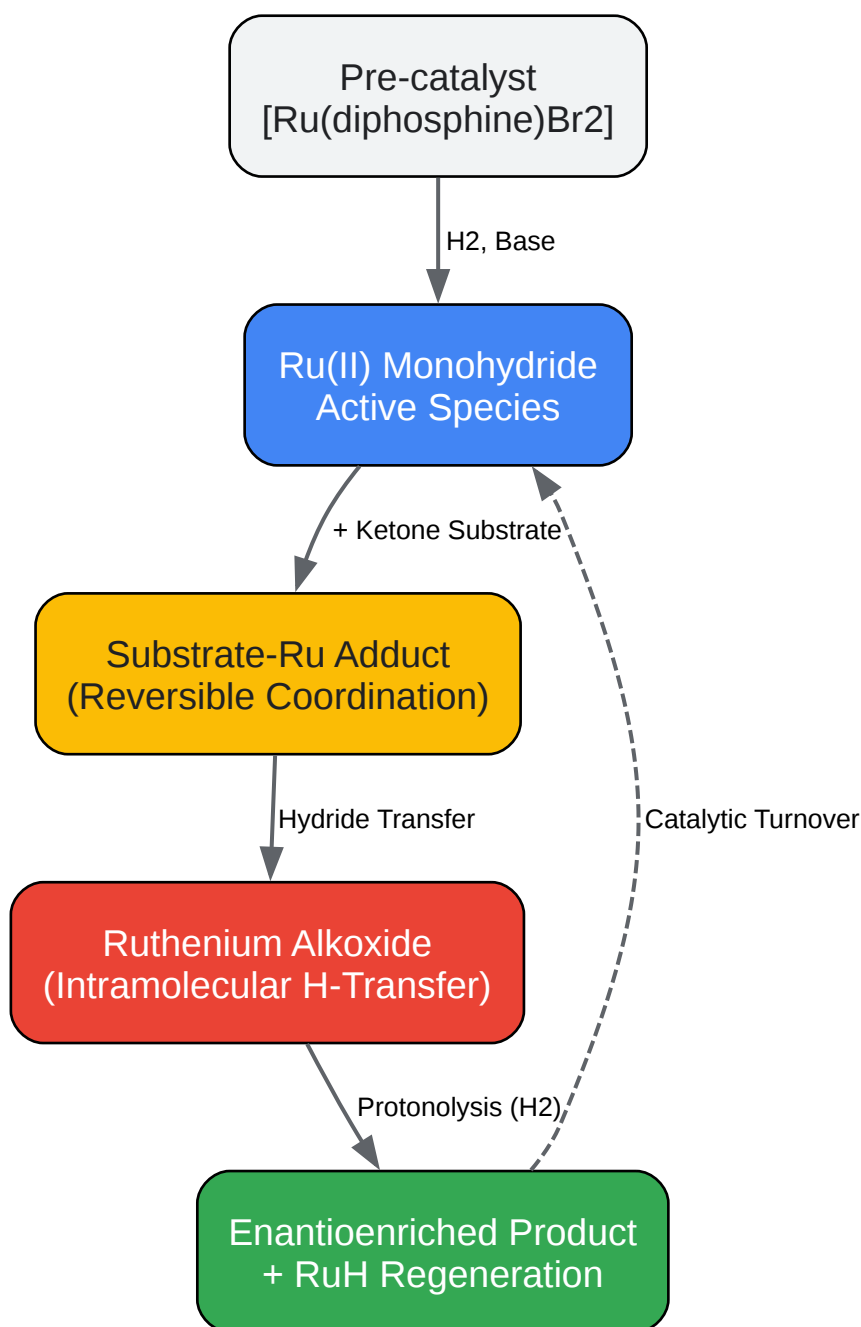 Pre-catalyst
[Ru(diphosphine)Br2]
H2, Base
Ru(II) Monohydride
Active Species
+ Ketone Substrate
Substrate-Ru Adduct
(Reversible Coordination)
Hydride Transfer
Catalytic Turnover
Ruthenium Alkoxide
(Intramolecular H-Transfer)
Protonolysis (H2)
Enantioenriched Product
+ RuH Regeneration